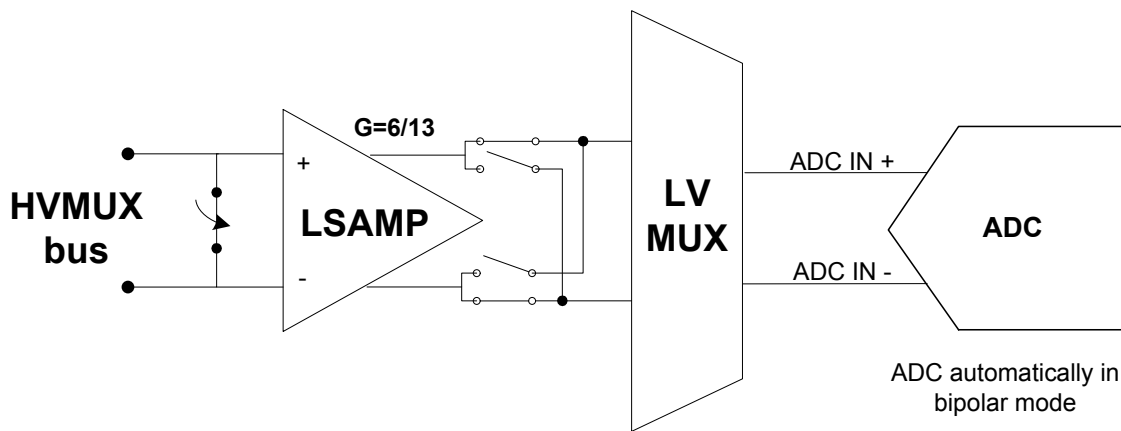 G=6/13
+
HVMUX
bus
LSAMP
-
LV
MUX
ADC IN +
ADC IN -
ADC
ADC automatically in
bipolar mode